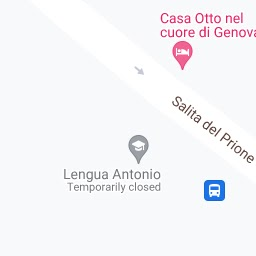 Casa Otto nel
cuore di Genova
Salita del Prione
Lengua Antonio
Temporarily closed